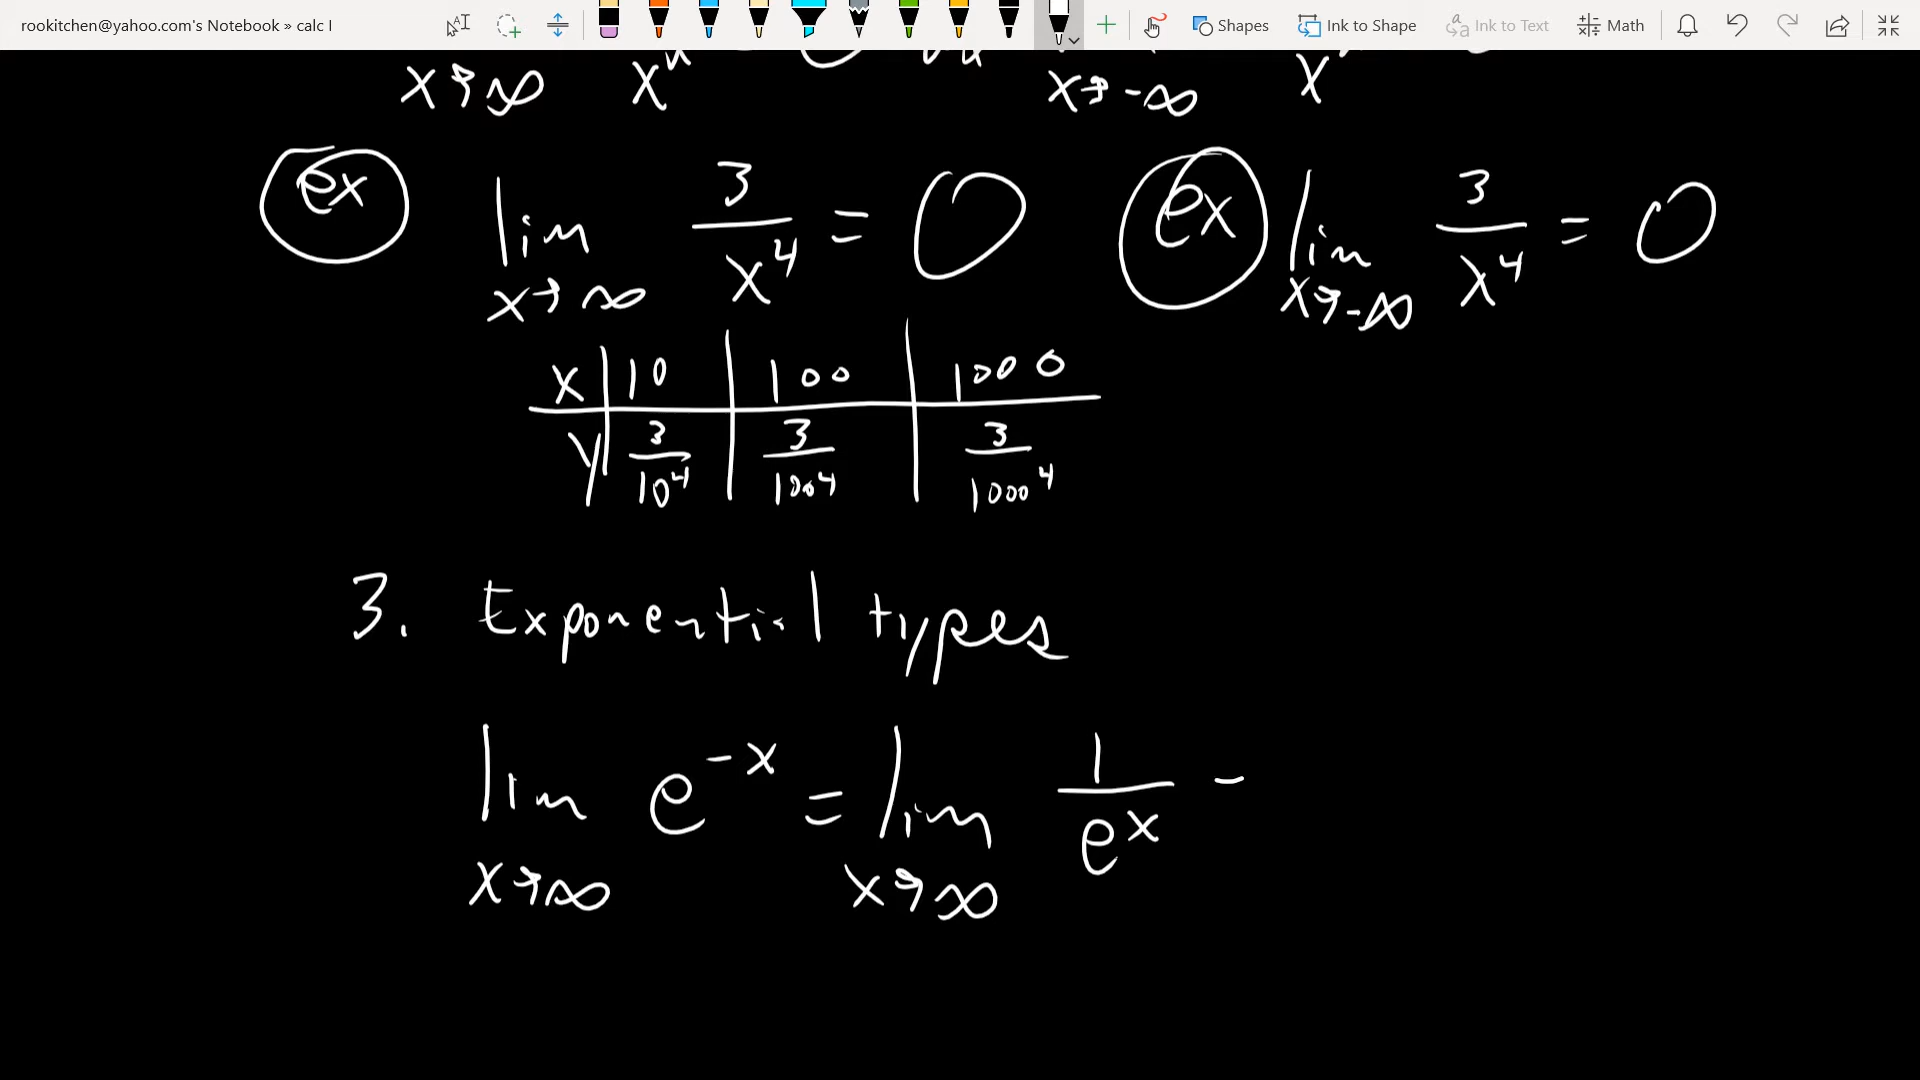 rookitchen@yahoo.com's Notebook » calc I Shapes Ink to Shape Ink to Text Math
x→∞ xⁿ x→-∞ x
ex lim 3/x⁴ = 0 ex lim 3/x⁴ = 0
x→∞ x→-∞
x 10 100 1000
y 3/10⁴ 3/100⁴ 3/1000⁴
3. Exponential types
lim e^-x = lim 1/e^x -
x→∞ x→∞